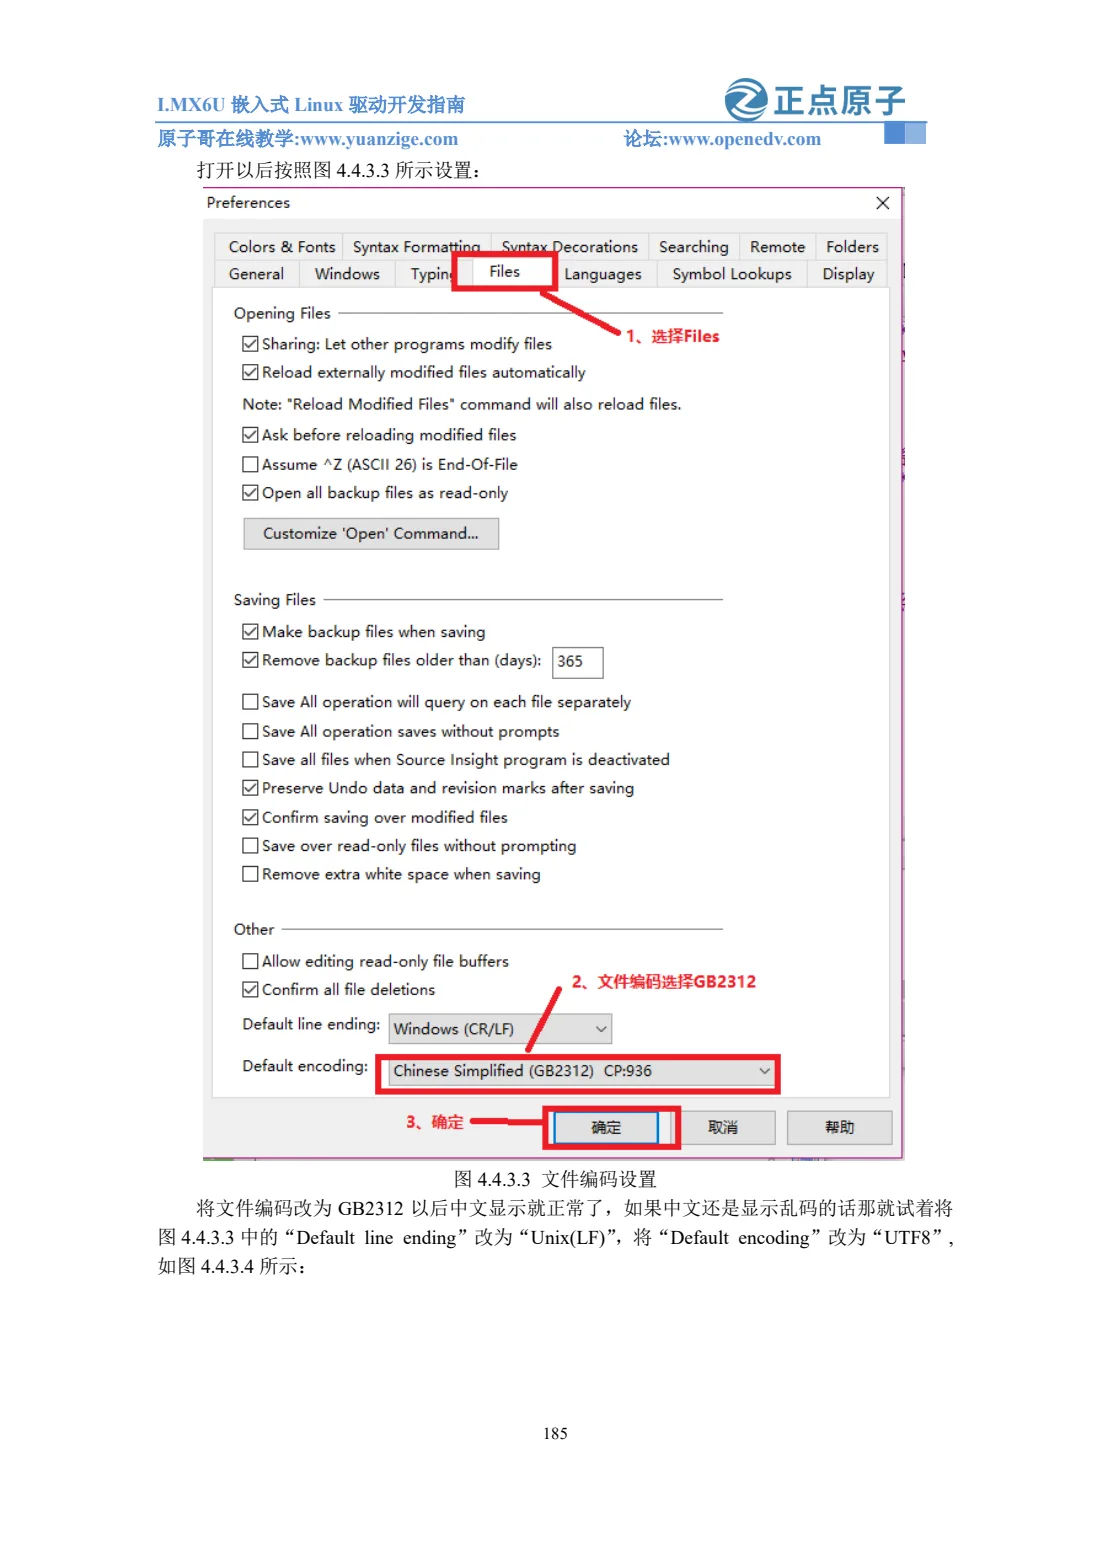 I.MX6U 嵌入式 Linux 驱动开发指南
正点原子
原子哥在线教学:www.yuanzige.com 论坛:www.openedv.com
打开以后按照图 4.4.3.3 所示设置：
Preferences
Colors & Fonts Syntax Formatting Syntax Decorations Searching Remote Folders
General Windows Typing Files Languages Symbol Lookups Display
Opening Files
1、选择Files
Sharing: Let other programs modify files
Reload externally modified files automatically
Note: "Reload Modified Files" command will also reload files.
Ask before reloading modified files
Assume ^Z (ASCII 26) is End-Of-File
Open all backup files as read-only
Customize 'Open' Command...
Saving Files
Make backup files when saving
Remove backup files older than (days): 365
Save All operation will query on each file separately
Save All operation saves without prompts
Save all files when Source Insight program is deactivated
Preserve Undo data and revision marks after saving
Confirm saving over modified files
Save over read-only files without prompting
Remove extra white space when saving
Other
Allow editing read-only file buffers
2、文件编码选择GB2312
Confirm all file deletions
Default line ending: Windows (CR/LF)
Default encoding: Chinese Simplified (GB2312) CP:936
3、确定 确定 取消 帮助
图 4.4.3.3 文件编码设置
将文件编码改为 GB2312 以后中文显示就正常了，如果中文还是显示乱码的话那就试着将
图 4.4.3.3 中的“Default line ending”改为“Unix(LF)”，将“Default encoding”改为“UTF8”,
如图 4.4.3.4 所示：
185